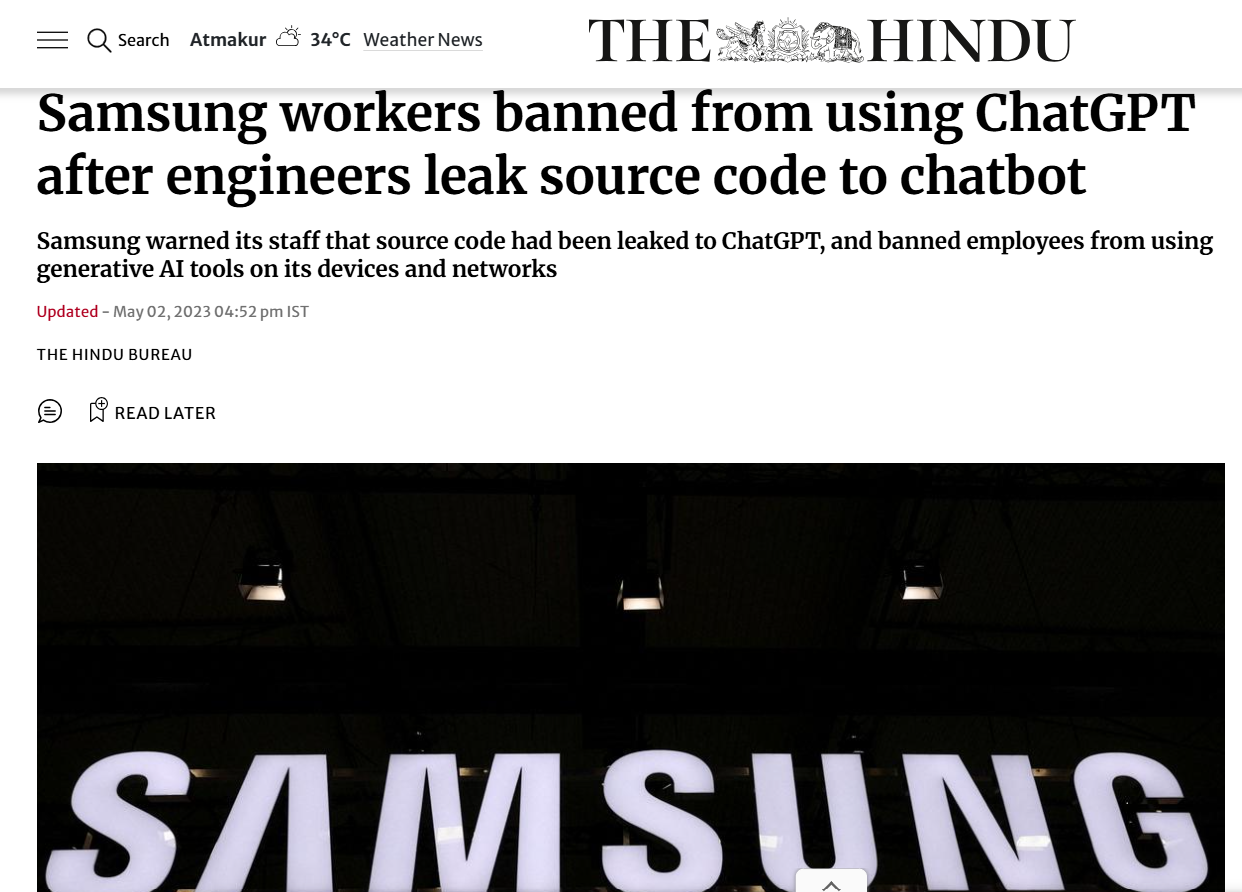 Search Atmakur 34°C Weather News THE HINDU
Samsung workers banned from using ChatGPT
after engineers leak source code to chatbot
Samsung warned its staff that source code had been leaked to ChatGPT, and banned employees from using
generative AI tools on its devices and networks
Updated - May 02, 2023 04:52 pm IST
THE HINDU BUREAU
READ LATER
SAMSUNG